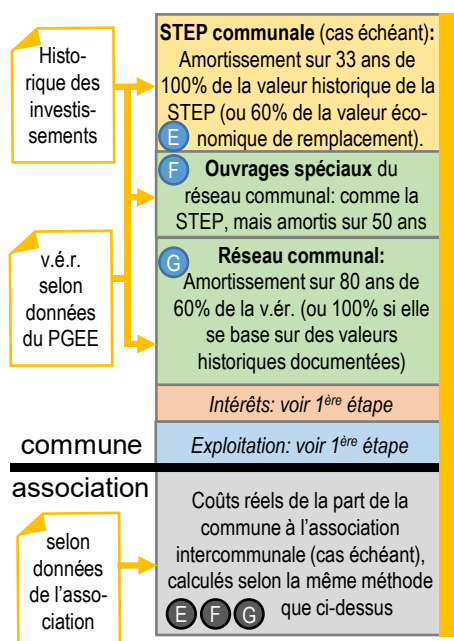 Histo-
rique des
investis-
sements
STEP communale (cas échéant):
Amortissement sur 33 ans de
100% de la valeur historique de la
STEP (ou 60% de la valeur éco-
E nomique de remplacement).
F Ouvrages spéciaux du
réseau communal: comme la
STEP, mais amortis sur 50 ans
v.é.r.
selon
données
du PGEE
G Réseau communal:
Amortissement sur 80 ans de
60% de la v.ér. (ou 100% si elle
se base sur des valeurs
historiques documentées)
Intérêts: voir 1ère étape
commune
Exploitation: voir 1ère étape
association
selon
données
de l'asso-
ciation
Coûts réels de la part de la
commune à l'association
intercommunale (cas échéant),
calculés selon la même méthode
E F G que ci-dessus